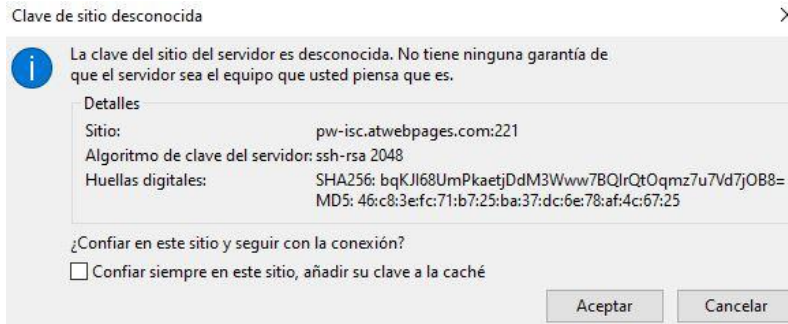 Clave de sitio desconocida
La clave del sitio del servidor es desconocida. No tiene ninguna garantía de
que el servidor sea el equipo que usted piensa que es.
Detalles
Sitio: pw-isc.atwebpages.com:221
Algoritmo de clave del servidor: ssh-rsa 2048
Huellas digitales: SHA256: bqKJl68UmPkaetjDdM3Www7BQlrQtOqmz7u7Vd7jOB8=
MD5: 46:c8:3e:fc:71:b7:25:ba:37:dc:6e:78:af:4c:67:25
¿Confiar en este sitio y seguir con la conexión?
Confiar siempre en este sitio, añadir su clave a la caché
Aceptar Cancelar